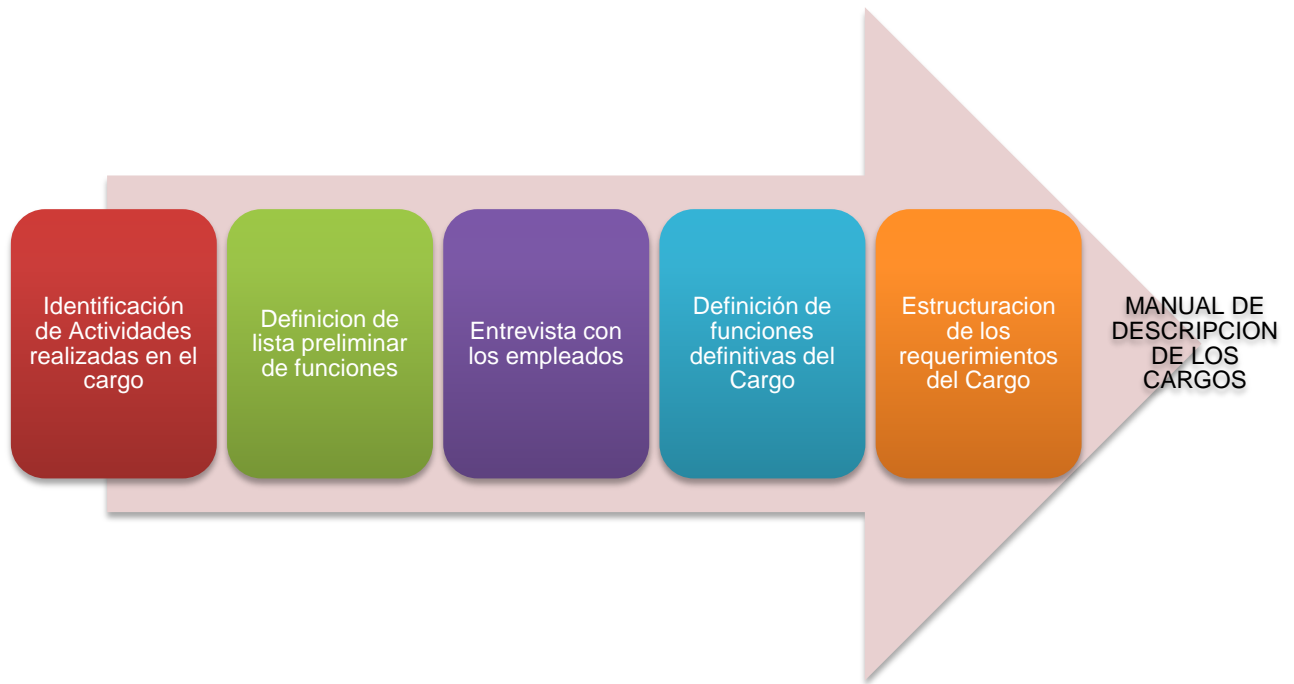 Identificación
de Actividades
realizadas en el
cargo
Definicion de
lista preliminar
de funciones
Entrevista con
los empleados
Definición de
funciones
definitivas del
Cargo
Estructuracion
de los
requerimientos
del Cargo
MANUAL DE
DESCRIPCION
DE LOS
CARGOS